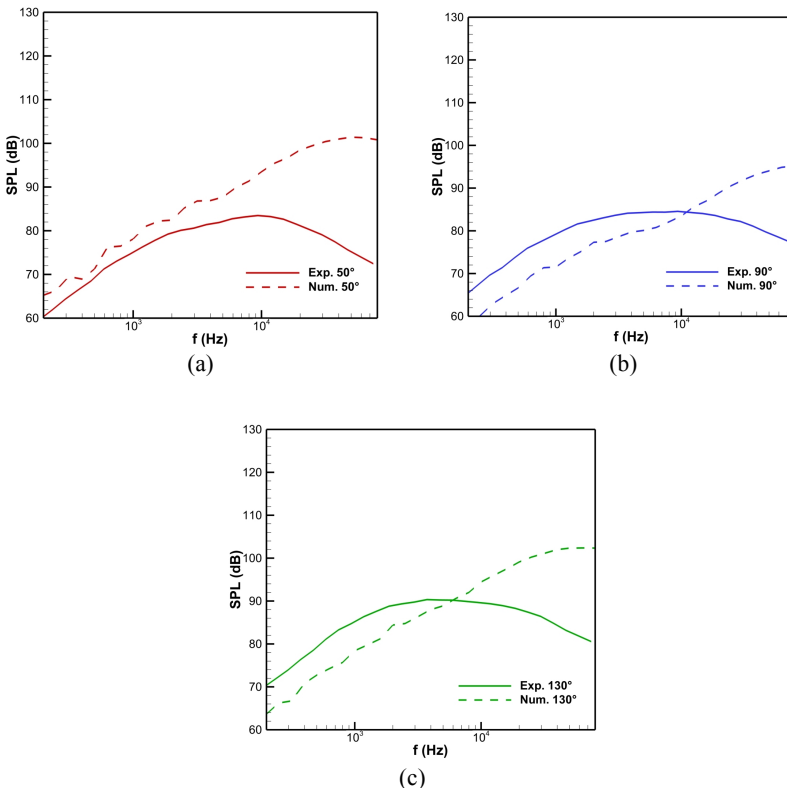 130
120
110
100
90
80
70
60
SPL (dB)
Exp. 50°
Num. 50°
10³
10⁴
f (Hz)
(a)
130
120
110
100
90
80
70
60
SPL (dB)
Exp. 90°
Num. 90°
10³
10⁴
f (Hz)
(b)
130
120
110
100
90
80
70
60
SPL (dB)
Exp. 130°
Num. 130°
10³
10⁴
f (Hz)
(c)